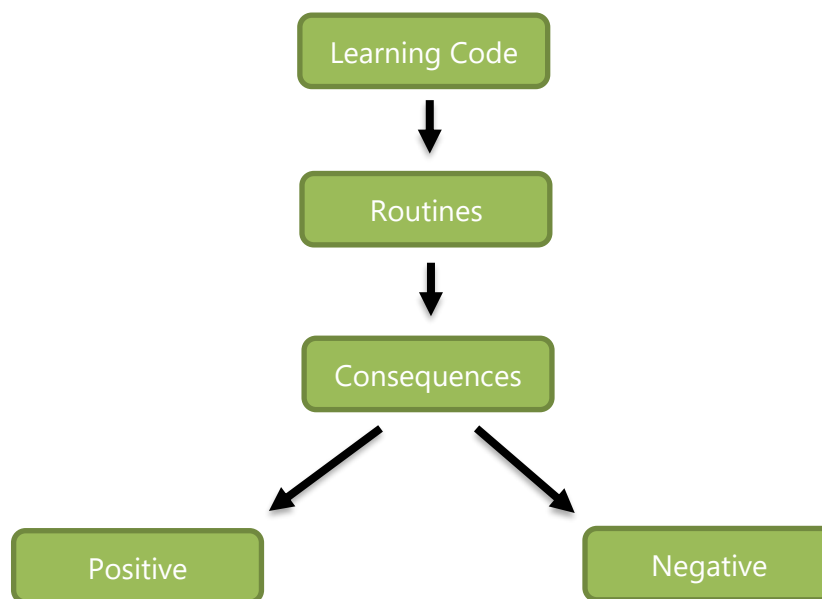 Learning Code
Routines
Consequences
Positive
Negative